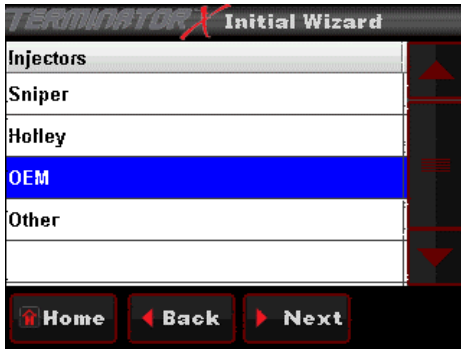 TERMINATOR X Initial Wizard
Injectors
Sniper
Holley
OEM
Other
Home Back Next